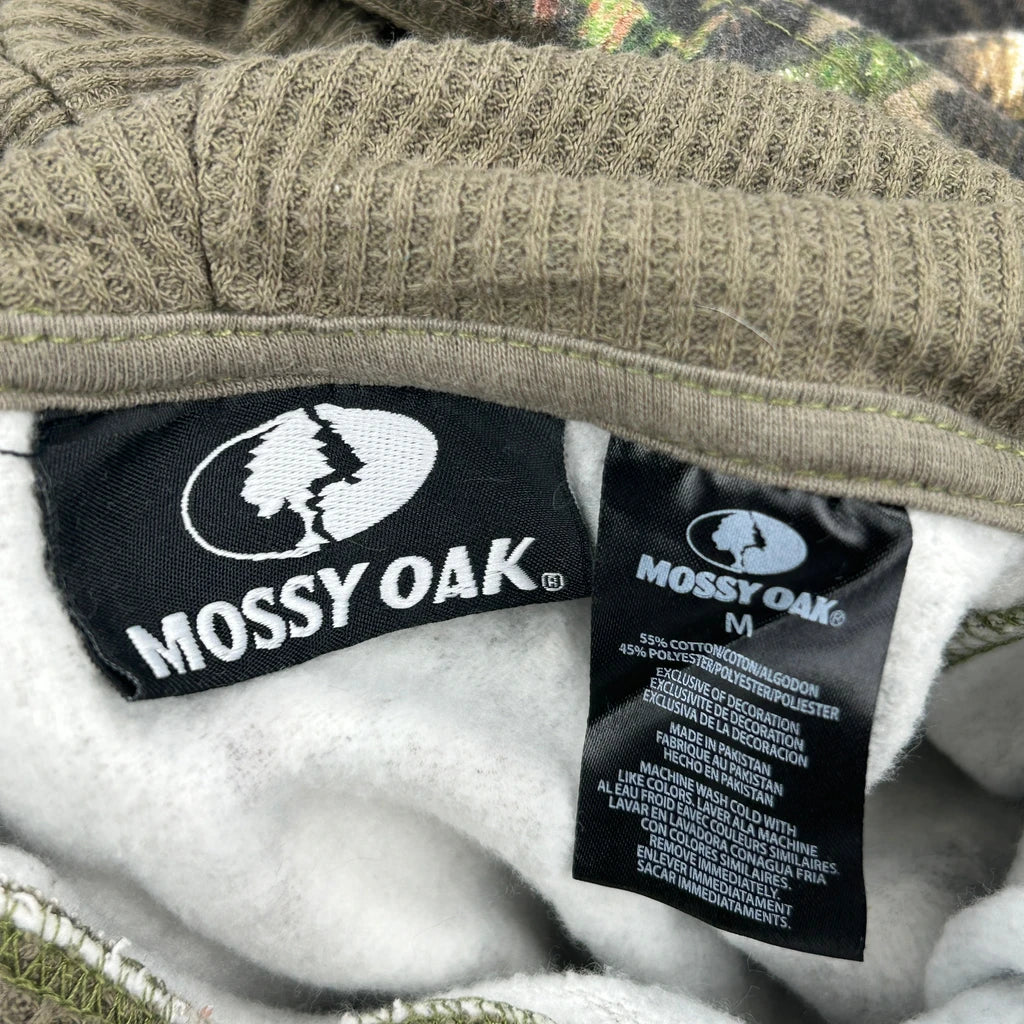 MOSSY OAK®
MOSSY OAK®
M
55% COTTON/COTON/ALGODON
45% POLYESTER/POLYESTER/POLIESTER
EXCLUSIVE OF DECORATION
EXCLUSIVITE DE DECORATION
EXCLUSIVA DE LA DECORACION
MADE IN PAKISTAN
FABRIQUE AU PAKISTAN
HECHO EN PAKISTAN
MACHINE WASH COLD WITH
LIKE COLORS, LAVER ALA MACHINE
AL EAU FROID EAVEC COULEURS SIMILAIRES.
LAVAR EN LAVADORA CONAGUA FRIA
CON COLORES SIMILAIRES.
REMOVE IMMEDIATELY,
ENLEVER IMMEDIATAMENT
SACAR IMMEDIATAMENTS.